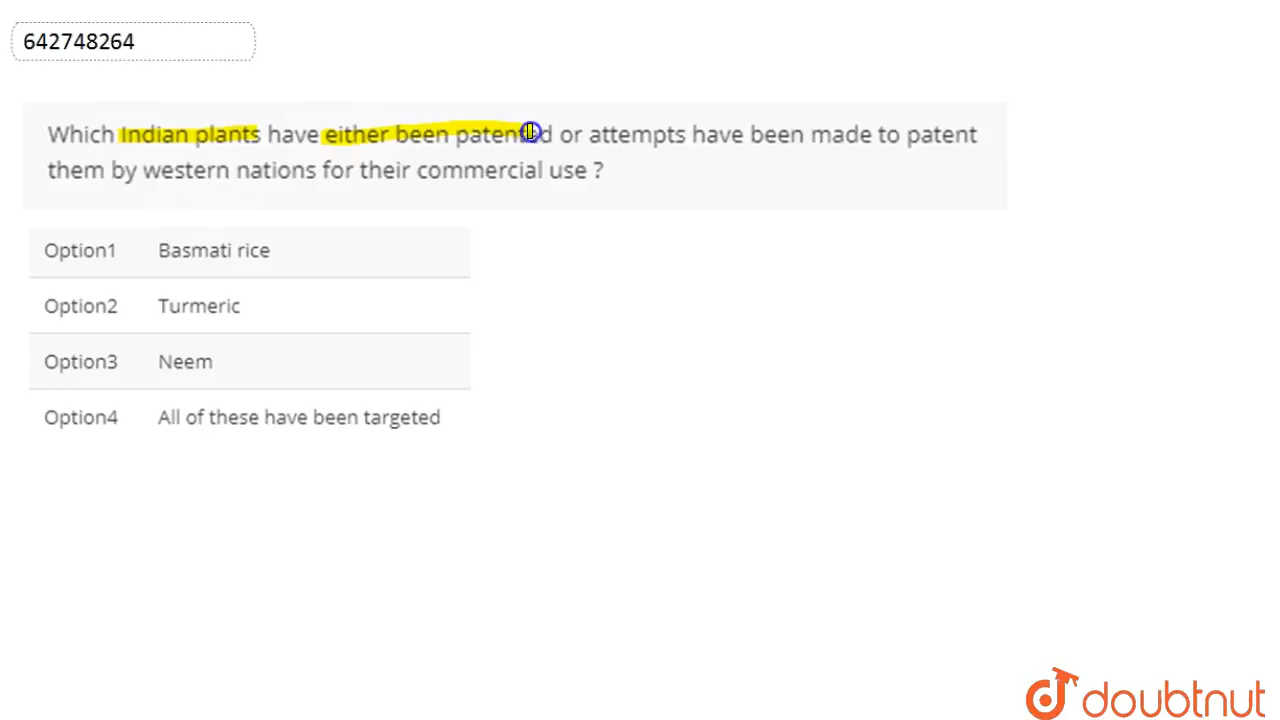 642748264
Which Indian plants have either been patented or attempts have been made to patent
them by western nations for their commercial use ?
Option1 Basmati rice
Option2 Turmeric
Option3 Neem
Option4 All of these have been targeted
doubtnut